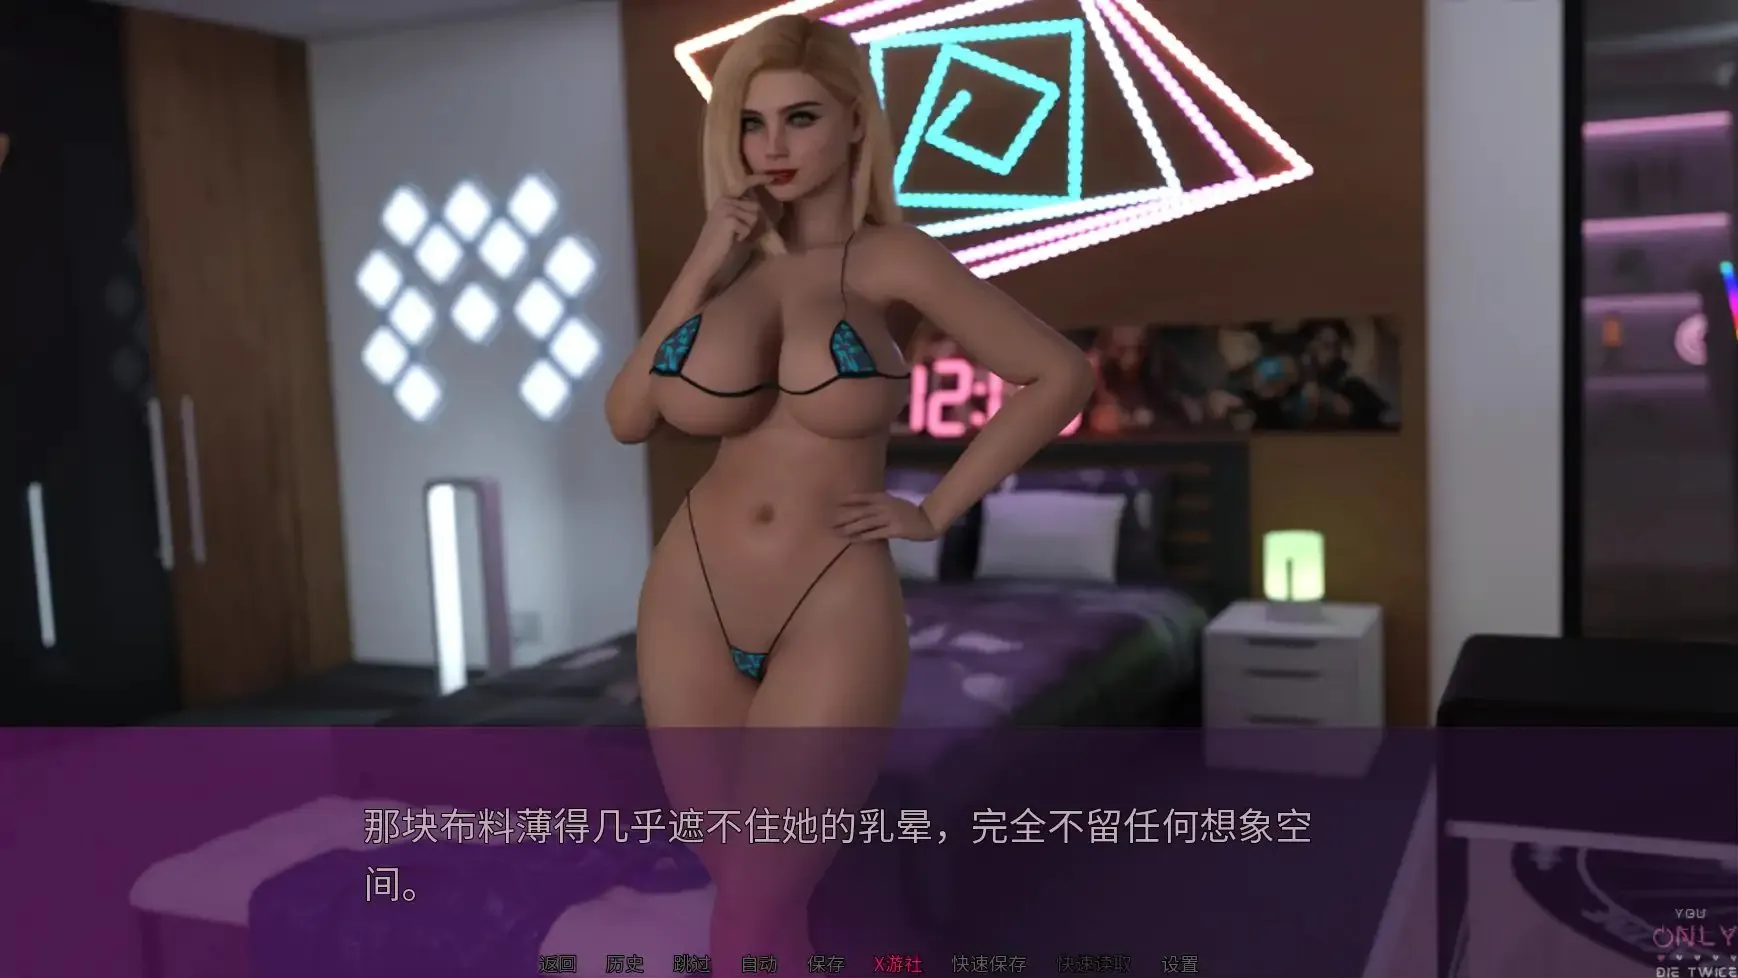 12:1
那块布料薄得几乎遮不住她的乳晕，完全不留任何想象空
间。
YOU
ONLY
DIE TWICE
返回 历史 跳过 自动 保存 X游社 快速保存 快速读取 设置